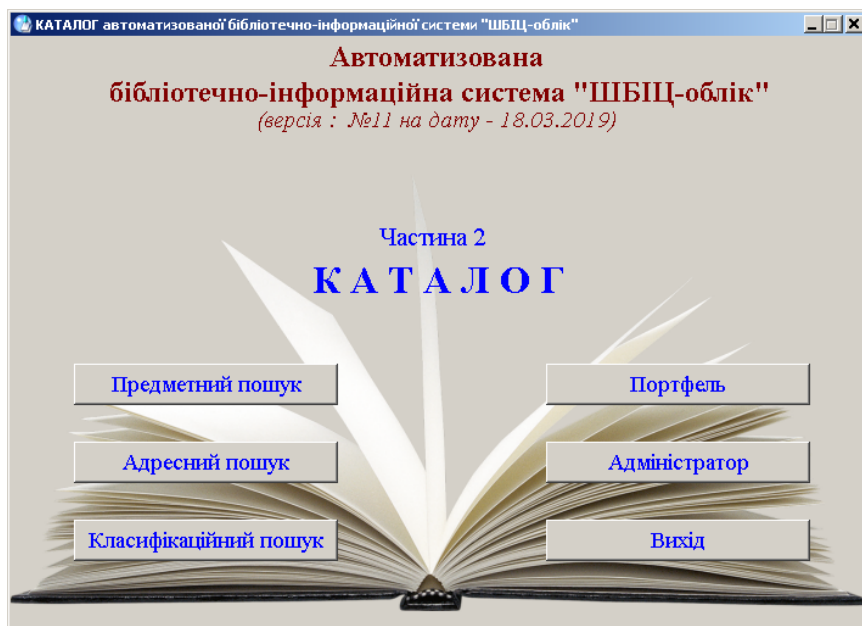 КАТАЛОГ автоматизованої бібліотечно-інформаційної системи "ШБІЦ-облік"
Автоматизована
бібліотечно-інформаційна система "ШБІЦ-облік"
(версія : №11 на дату - 18.03.2019)
Частина 2
К А Т А Л О Г
Предметний пошук
Портфель
Адресний пошук
Адміністратор
Класифікаційний пошук
Вихід